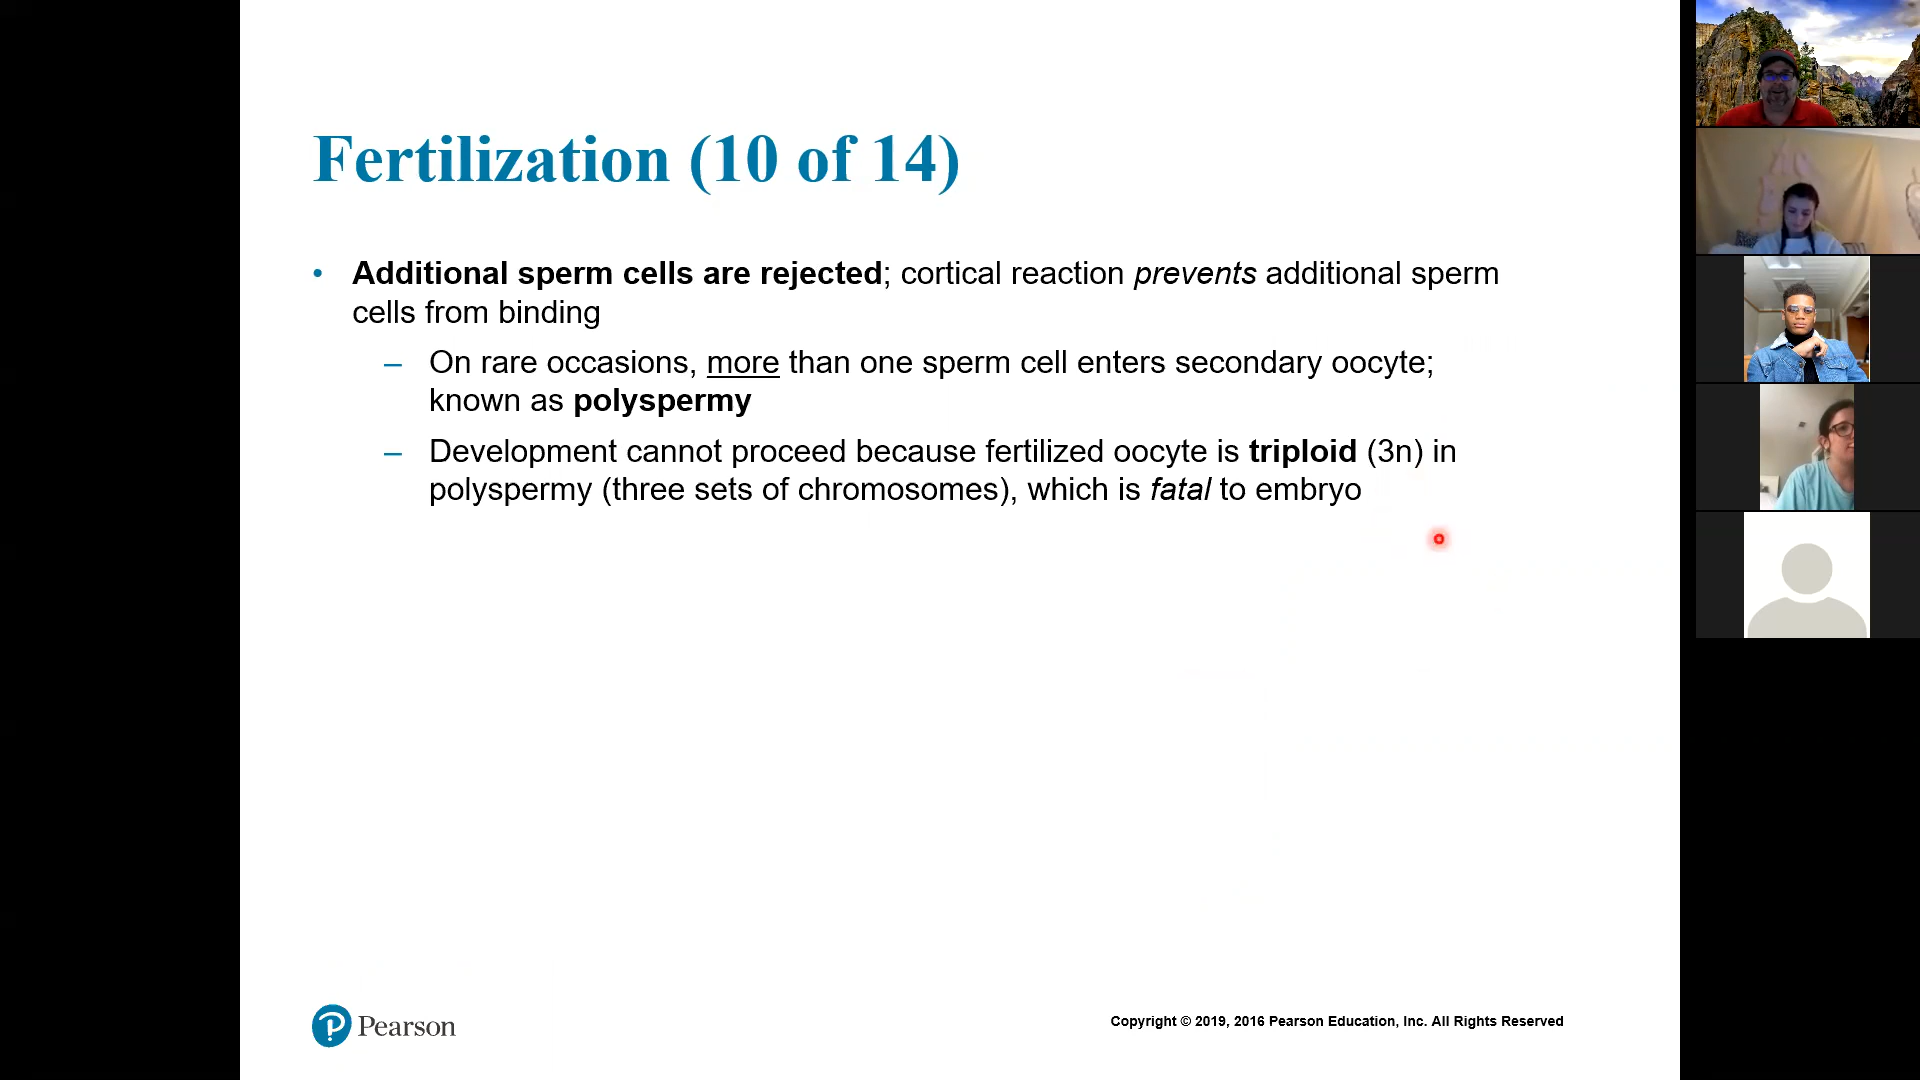 Fertilization (10 of 14)
• Additional sperm cells are rejected; cortical reaction prevents additional sperm
cells from binding
– On rare occasions, more than one sperm cell enters secondary oocyte;
known as polyspermy
– Development cannot proceed because fertilized oocyte is triploid (3n) in
polyspermy (three sets of chromosomes), which is fatal to embryo
Pearson
Copyright © 2019, 2016 Pearson Education, Inc. All Rights Reserved